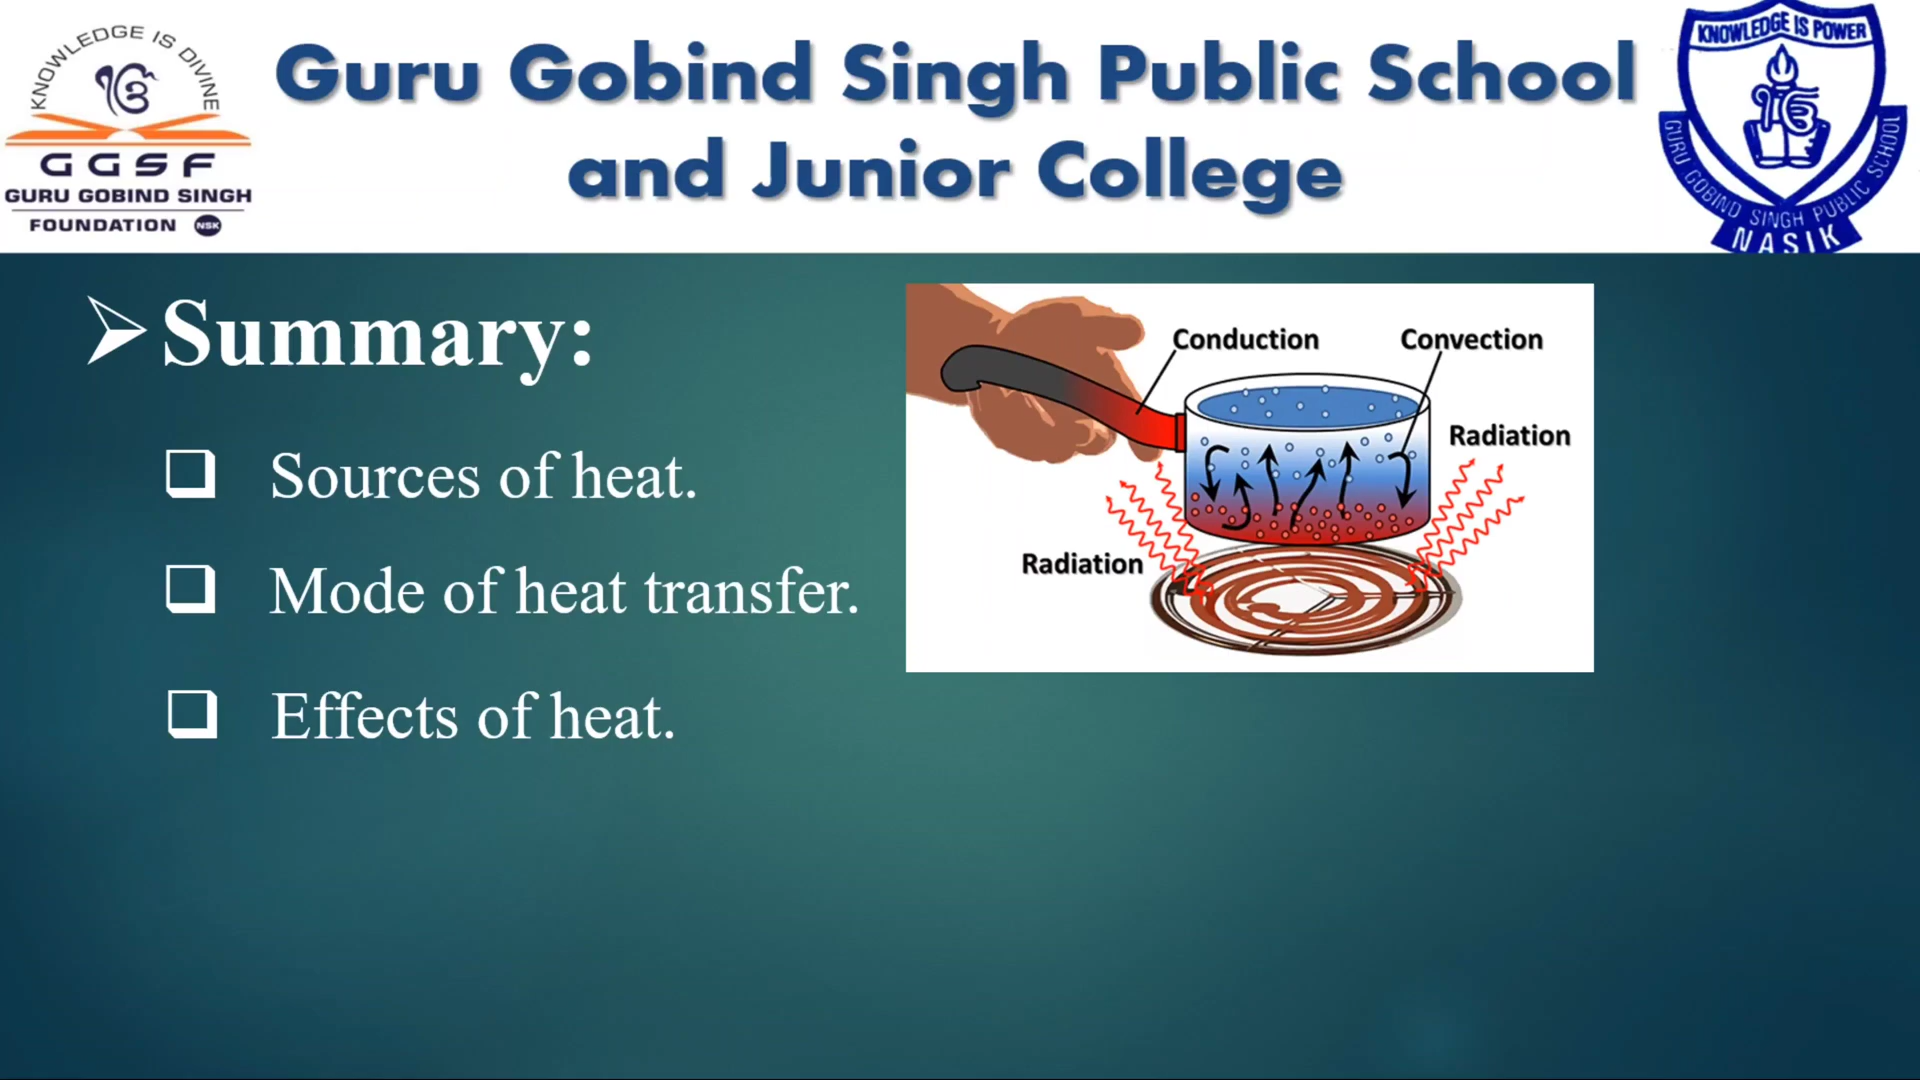 KNOWLEDGE IS DIVINE
ੴ
GGSF
GURU GOBIND SINGH
FOUNDATION NSK
Guru Gobind Singh Public School
and Junior College
KNOWLEDGE IS POWER
ੴ
GURU GOBIND SINGH PUBLIC SCHOOL
NASIK
Summary:
Sources of heat.
Mode of heat transfer.
Effects of heat.
Conduction
Convection
Radiation
Radiation